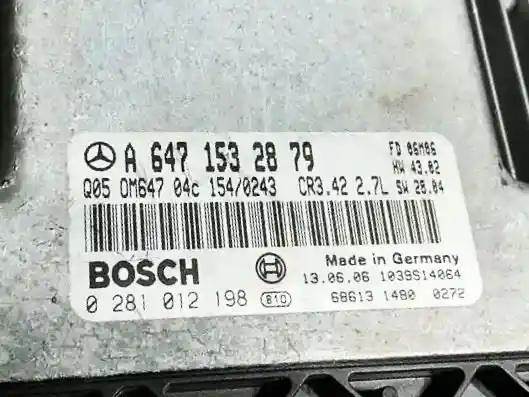 A 647 153 28 79 FD 06M06
HW 43.02
Q05 OM647 04c 154/0243 CR3.42 2.7L SW 28.04
BOSCH Made in Germany
13.06.06 1039S14064
0 281 012 198 810 68613 1480 0272